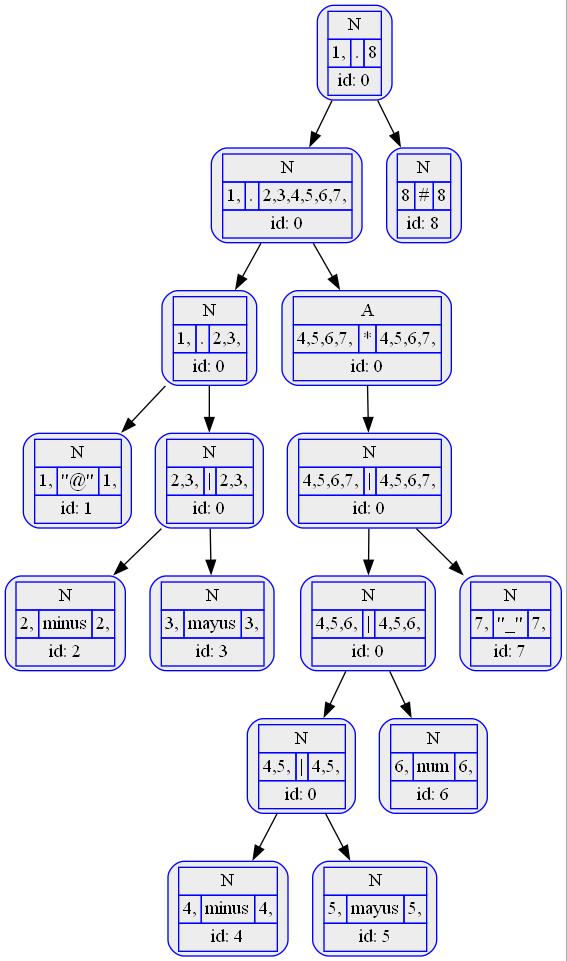 N
1, . 8
id: 0
N
1, . 2,3,4,5,6,7,
id: 0
N
8 # 8
id: 8
N
1, . 2,3,
id: 0
A
4,5,6,7, * 4,5,6,7,
id: 0
N
1, "@" 1,
id: 1
N
2,3, | 2,3,
id: 0
N
4,5,6,7, | 4,5,6,7,
id: 0
N
2, minus 2,
id: 2
N
3, mayus 3,
id: 3
N
4,5,6, | 4,5,6,
id: 0
N
7, "_" 7,
id: 7
N
4,5, | 4,5,
id: 0
N
6, num 6,
id: 6
N
4, minus 4,
id: 4
N
5, mayus 5,
id: 5